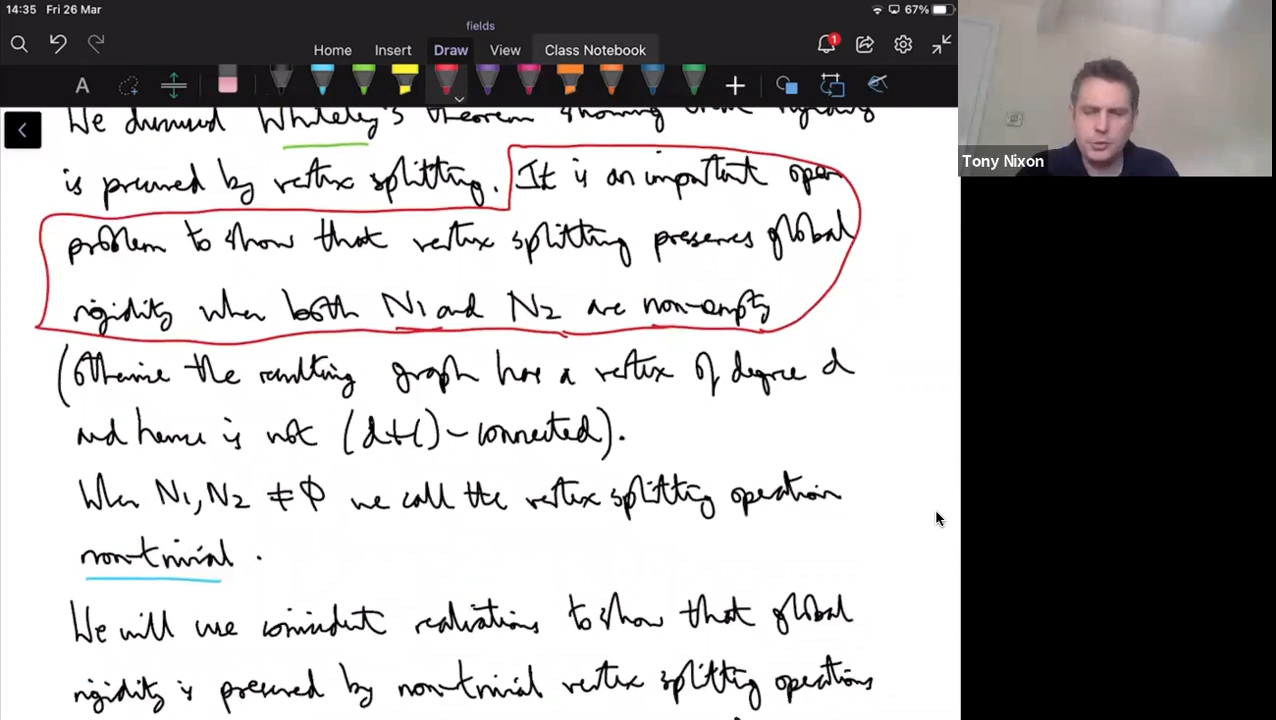 14:35 Fri 26 Mar
67%
fields
Home Insert Draw View Class Notebook
1
Tony Nixon
We discussed Whiteley's theorem showing that rigidity
is preserved by vertex splitting. It is an important open
problem to show that vertex splitting preserves global
rigidity when both N1 and N2 are non-empty
(otherwise the resulting graph has a vertex of degree d
and hence is not (d+1)-connected).
When N1, N2 ≠ ∅ we call the vertex splitting operation
non-trivial.
We will use coincident realisations to show that global
rigidity is preserved by non-trivial vertex splitting operations